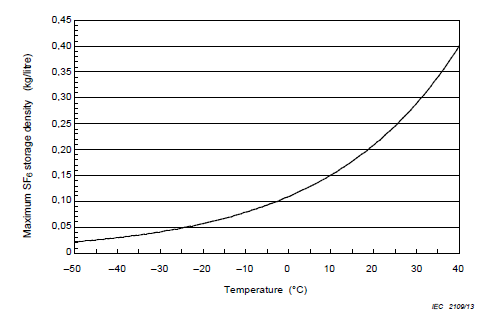 0,45
0,40
0,35
0,30
0,25
0,20
0,15
0,10
0,05
0
Maximum SF6 storage density (kg/litre)
–50 –40 –30 –20 –10 0 10 20 30 40
Temperature (°C)
IEC 2109/13